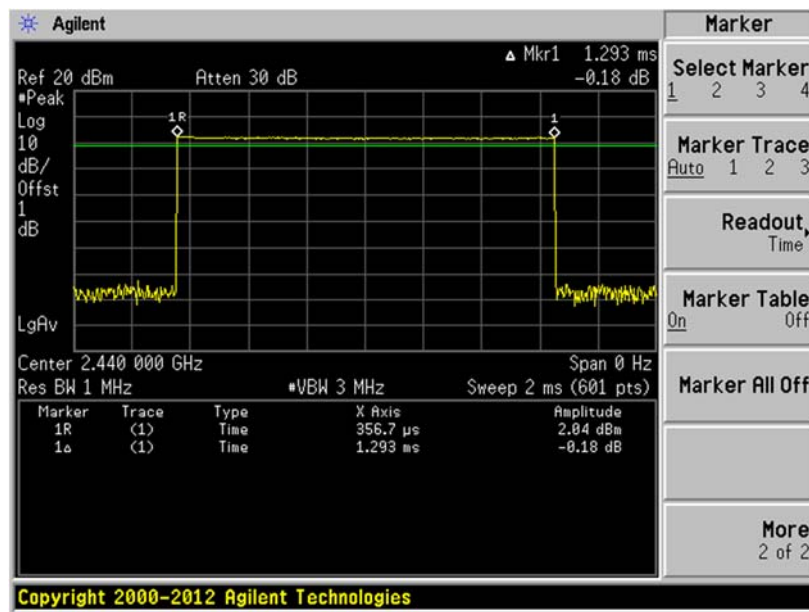 Agilent
Marker
Δ Mkr1 1.293 ms
Ref 20 dBm Atten 30 dB -0.18 dB
#Peak
Log
10
dB/
Offst
1
dB
1R
1
LgAv
Center 2.440 000 GHz Span 0 Hz
Res BW 1 MHz #VBW 3 MHz Sweep 2 ms (601 pts)
Marker Trace Type X Axis Amplitude
1R (1) Time 356.7 µs 2.04 dBm
1Δ (1) Time 1.293 ms -0.18 dB
Select Marker
1 2 3 4
Marker Trace
Auto 1 2 3
Readout
Time
Marker Table
On Off
Marker All Off
More
2 of 2
Copyright 2000-2012 Agilent Technologies